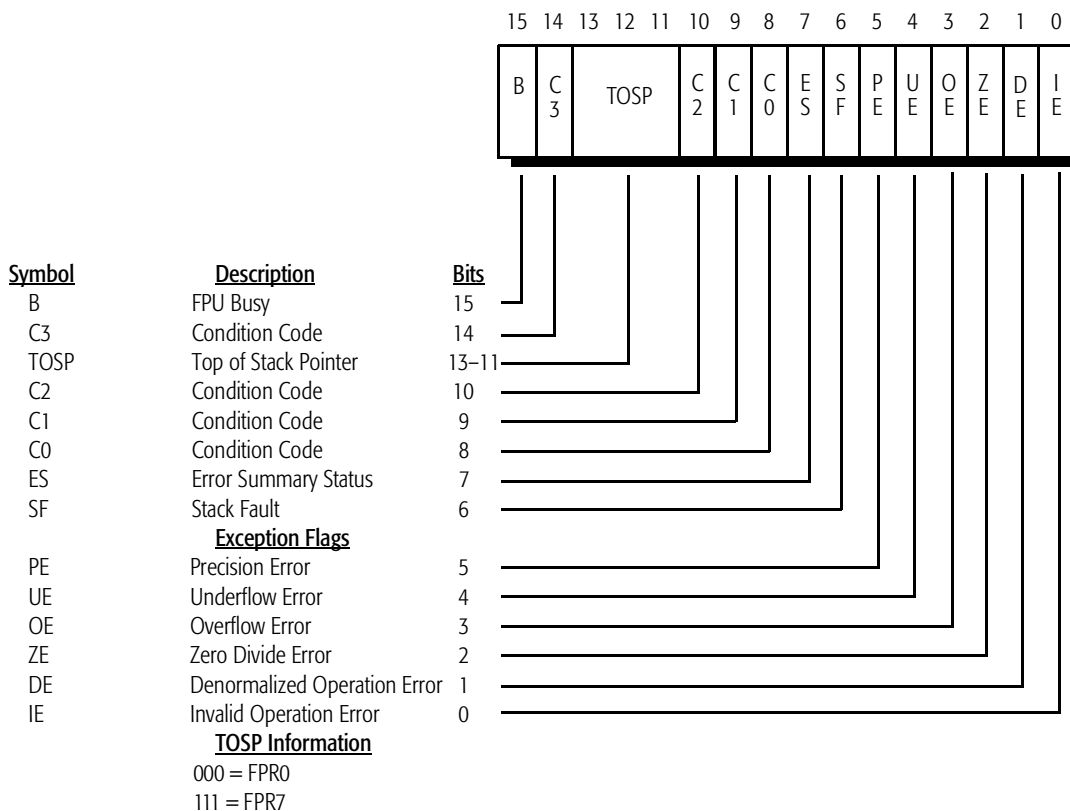 15 14 13 12 11 10 9 8 7 6 5 4 3 2 1 0
B C3 TOSP C2 C1 C0 ES SF PE UE OE ZE DE IE
Symbol Description Bits
B FPU Busy 15
C3 Condition Code 14
TOSP Top of Stack Pointer 13–11
C2 Condition Code 10
C1 Condition Code 9
C0 Condition Code 8
ES Error Summary Status 7
SF Stack Fault 6
Exception Flags
PE Precision Error 5
UE Underflow Error 4
OE Overflow Error 3
ZE Zero Divide Error 2
DE Denormalized Operation Error 1
IE Invalid Operation Error 0
TOSP Information
000 = FPR0
111 = FPR7